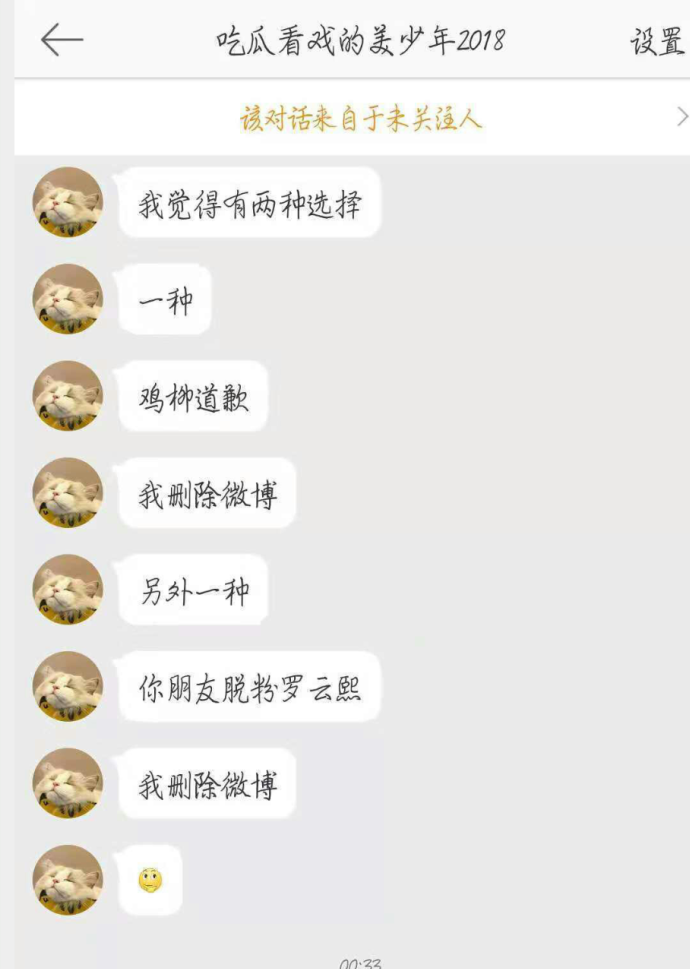 吃瓜看戏的美少年2018
设置
该对话来自于未关注人
我觉得有两种选择
一种
鸡柳道歉
我删除微博
另外一种
你朋友脱粉罗云熙
我删除微博
00:33